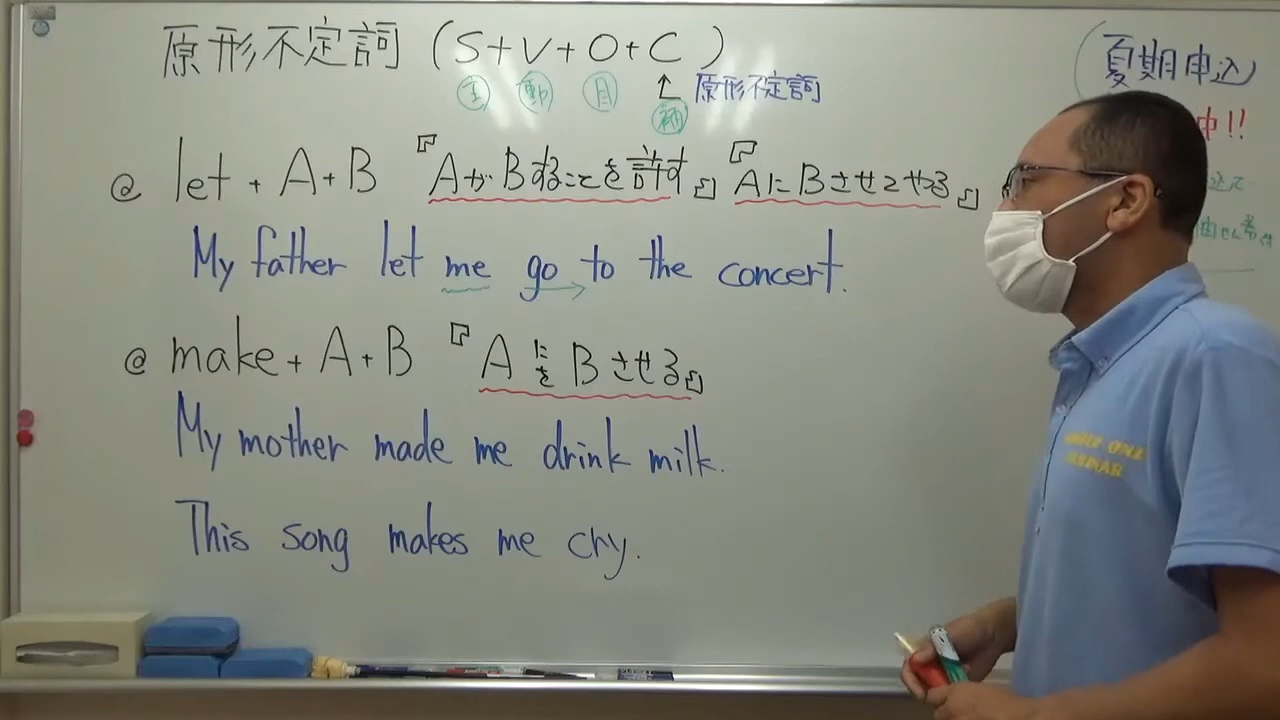 原形不定詞 (S+V+O+C)
主 動 目 補
↑ 原形不定詞
夏期申込
中!!
@ let + A + B 『AがBすることを許す』『AにBさせてやる』
My father let me go to the concert.
@ make + A + B 『AにをBさせる』
My mother made me drink milk.
This song makes me cry.